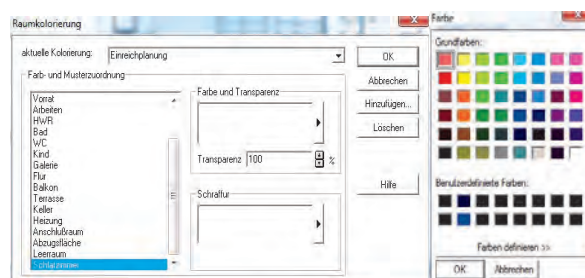 Raumkolorierung
aktuelle Kolorierung: Einreichplanung
OK
Farb- und Musterzuordnung
Abbrechen
Hinzufügen...
Löschen
Hilfe
Vorrat
Arbeiten
HWR
Bad
WC
Kind
Galerie
Flur
Balkon
Terrasse
Keller
Heizung
Anschlußraum
Abzugsfläche
Leerraum
Schlafzimmer
Farbe und Transparenz
Transparenz 100 %
Schraffur
Farbe
Grundfarben:
Benutzerdefinierte Farben:
Farben definieren >>
OK Abbrechen